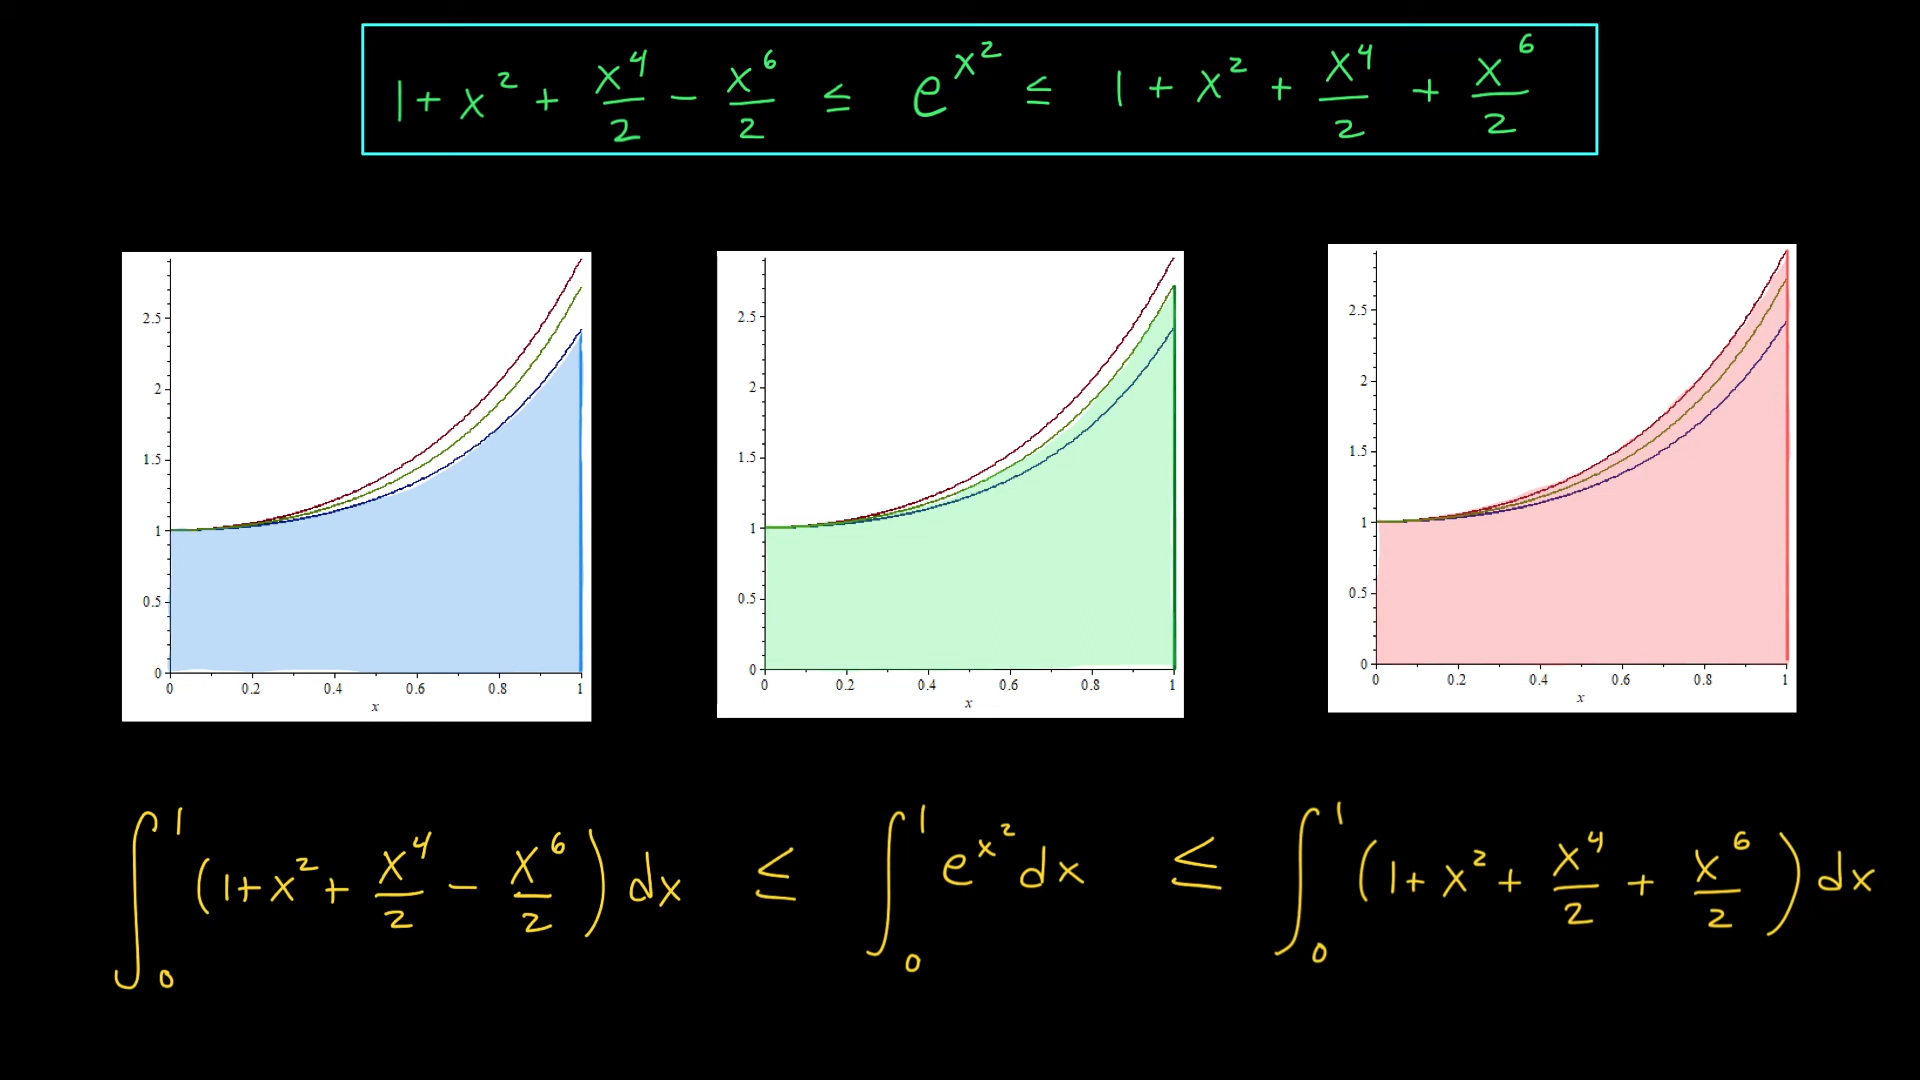 1 + x² + x⁴/2 - x⁶/2 ≤ e^(x²) ≤ 1 + x² + x⁴/2 + x⁶/2
2.5
2
1.5
1
0.5
0
0 0.2 0.4 0.6 0.8 1
x
2.5
2
1.5
1
0.5
0
0 0.2 0.4 0.6 0.8 1
x
2.5
2
1.5
1
0.5
0
0 0.2 0.4 0.6 0.8 1
x
∫₀¹ (1 + x² + x⁴/2 - x⁶/2) dx ≤ ∫₀¹ e^(x²) dx ≤ ∫₀¹ (1 + x² + x⁴/2 + x⁶/2) dx